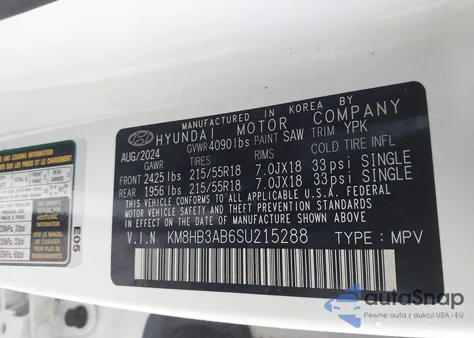 MANUFACTURED IN KOREA
HYUNDAI MOTOR COMPANY
AUG/2024 GVWR 4090lbs PAINT SAW TRIM YPK
GAWR TIRES RIMS COLD TIRE INFL
FRONT 2425 lbs 215/55R18 7.0JX18 33psi SINGLE
REAR 1956 lbs 215/55R18 7.0JX18 33psi SINGLE
THIS VEHICLE CONFORMS TO ALL APPLICABLE U.S.A. FEDERAL
MOTOR VEHICLE SAFETY, BUMPER, AND THEFT PREVENTION
STANDARDS IN EFFECT ON THE DATE OF MANUFACTURE SHOWN ABOVE.
V.I.N KM8HB3AB6SU215288 TYPE : MPV
E05
autoSnap
Pewne auta z aukcji USA i EU